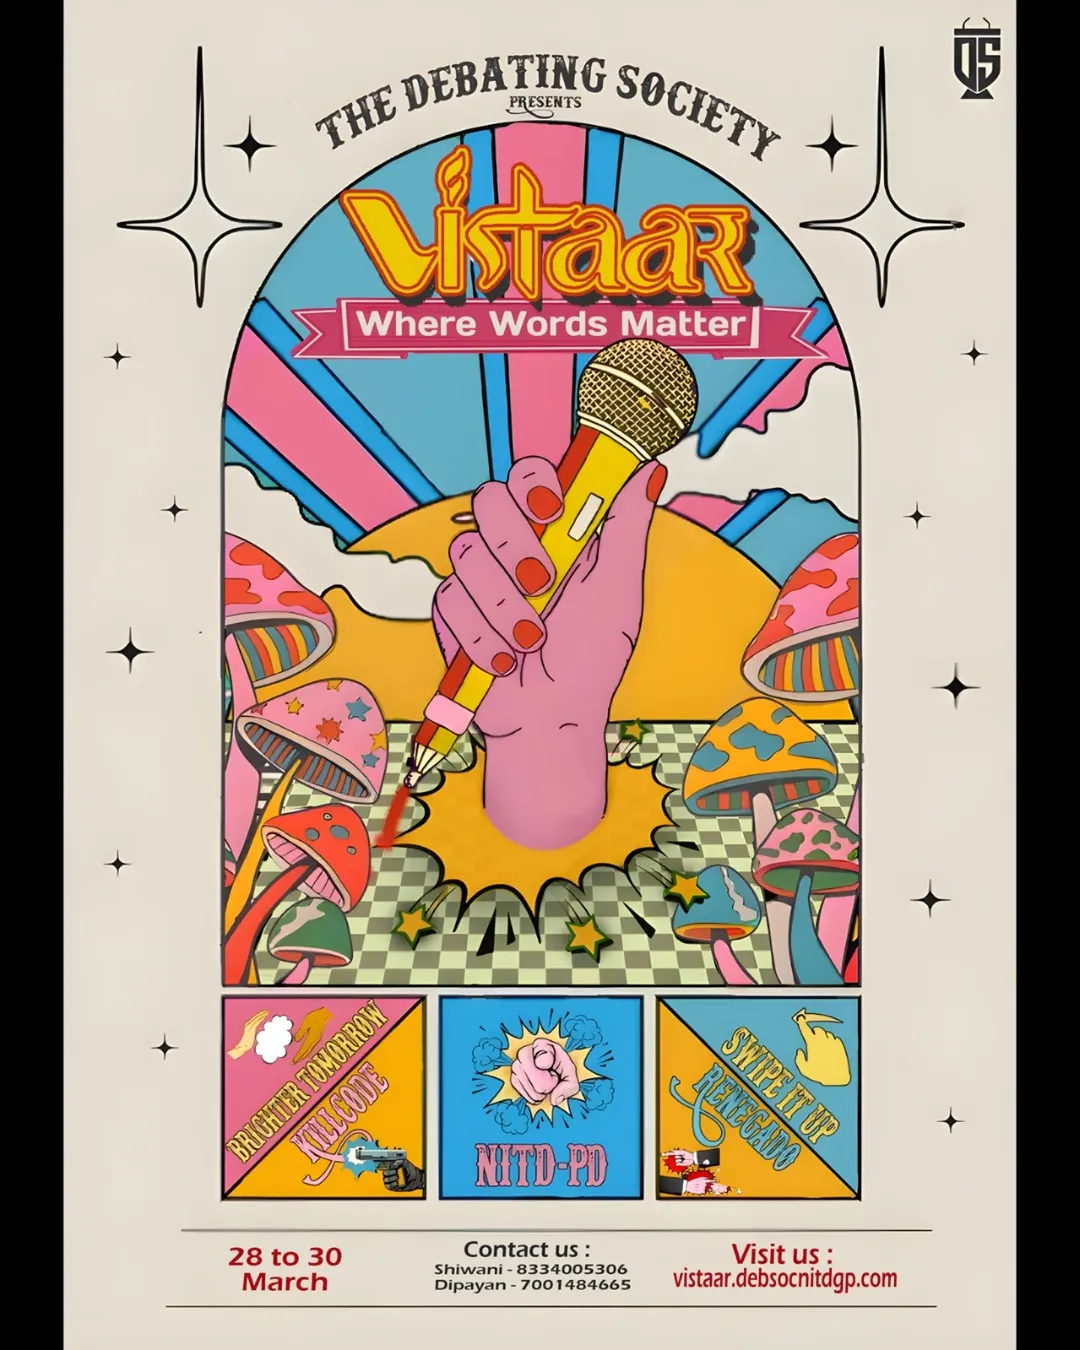 THE DEBATING SOCIETY
PRESENTS
Vistaar
Where Words Matter
BRIGHTER TOMORROW
KILLCODE
NITD-PD
SWIPE IT UP
RENEGADO
28 to 30
March
Contact us :
Shiwani - 8334005306
Dipayan - 7001484665
Visit us :
vistaar.debsocnitdgp.com
DS